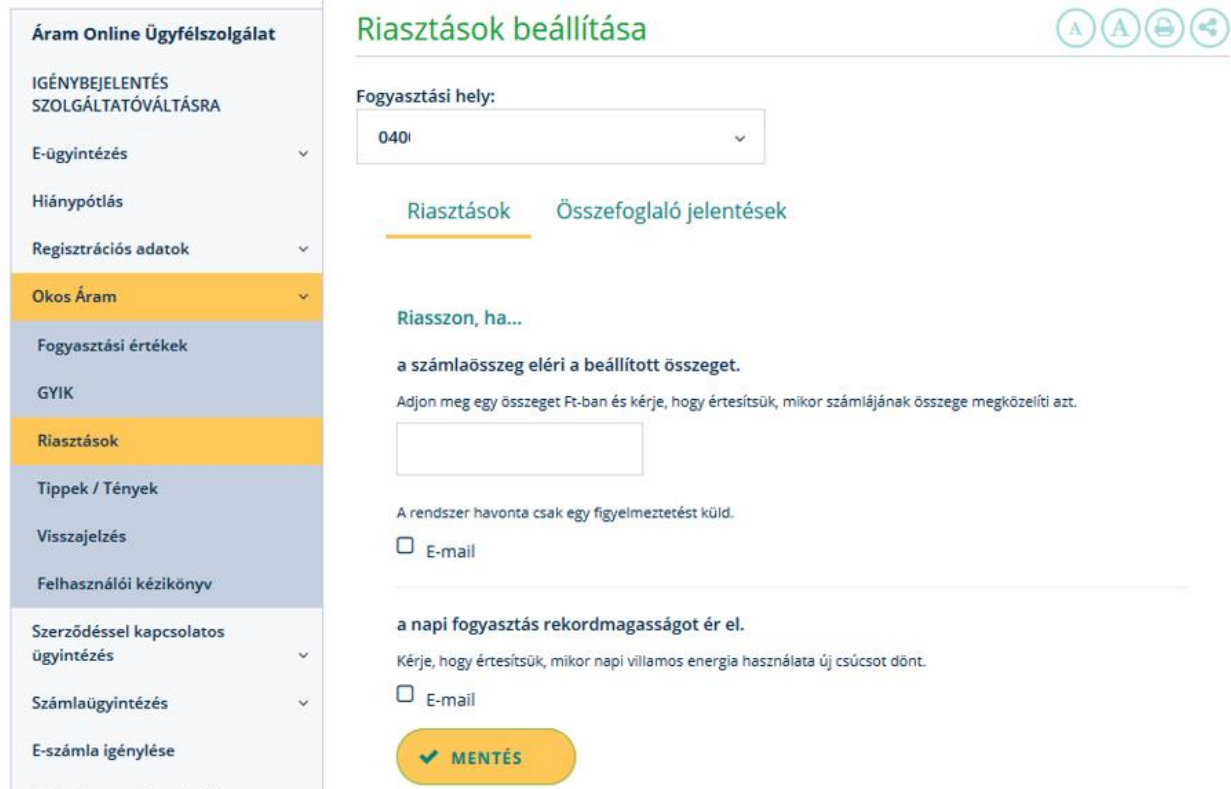 Áram Online Ügyfélszolgálat
IGÉNYBEJELENTÉS
SZOLGÁLTATÓVÁLTÁSRA
E-ügyintézés
Hiánypótlás
Regisztrációs adatok
Okos Áram
Fogyasztási értékek
GYIK
Riasztások
Tippek / Tények
Visszajelzés
Felhasználói kézikönyv
Szerződéssel kapcsolatos
ügyintézés
Számlaügyintézés
E-számla igénylése
Riasztások beállítása
A A
Fogyasztási hely:
040
Riasztások Összefoglaló jelentések
Riasszon, ha...
a számlaösszeg eléri a beállított összeget.
Adjon meg egy összeget Ft-ban és kérje, hogy értesítsük, mikor számlájának összege megközelíti azt.
A rendszer havonta csak egy figyelmeztetést küld.
E-mail
a napi fogyasztás rekordmagasságot ér el.
Kérje, hogy értesítsük, mikor napi villamos energia használata új csúcsot dönt.
E-mail
MENTÉS